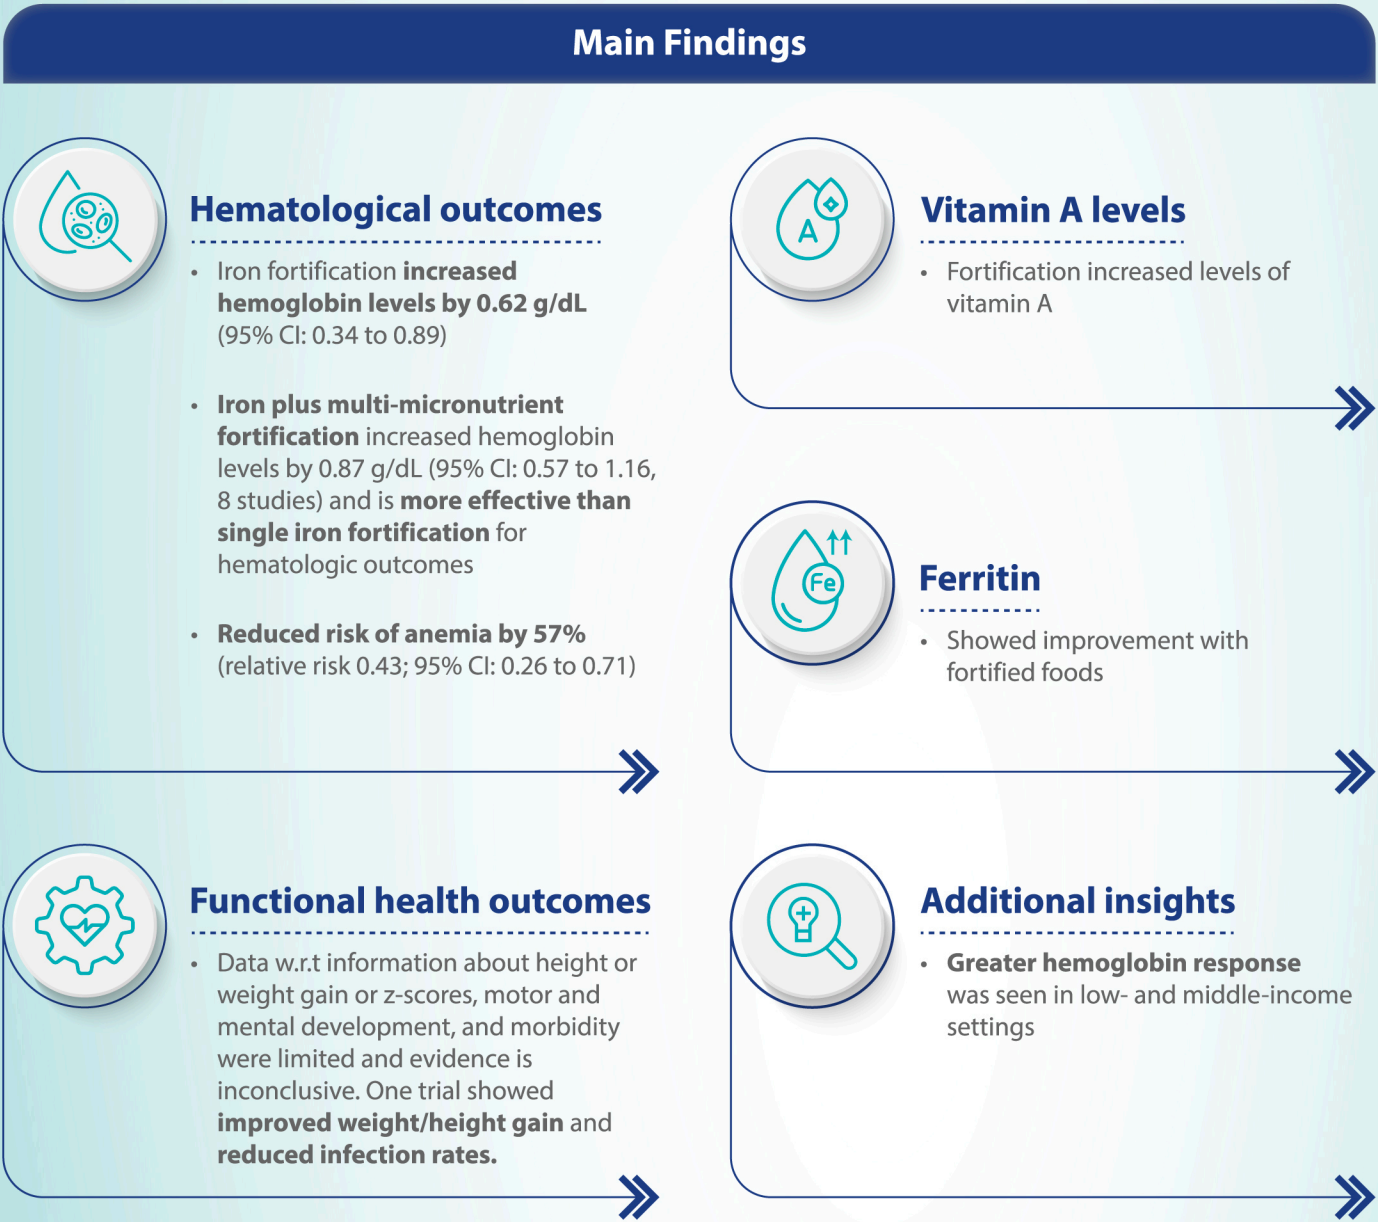 Main Findings
Hematological outcomes
• Iron fortification increased
hemoglobin levels by 0.62 g/dL
(95% CI: 0.34 to 0.89)
• Iron plus multi-micronutrient
fortification increased hemoglobin
levels by 0.87 g/dL (95% CI: 0.57 to 1.16,
8 studies) and is more effective than
single iron fortification for
hematologic outcomes
• Reduced risk of anemia by 57%
(relative risk 0.43; 95% CI: 0.26 to 0.71)
A
Vitamin A levels
• Fortification increased levels of
vitamin A
Fe
Ferritin
• Showed improvement with
fortified foods
Functional health outcomes
• Data w.r.t information about height or
weight gain or z-scores, motor and
mental development, and morbidity
were limited and evidence is
inconclusive. One trial showed
improved weight/height gain and
reduced infection rates.
Additional insights
• Greater hemoglobin response
was seen in low- and middle-income
settings